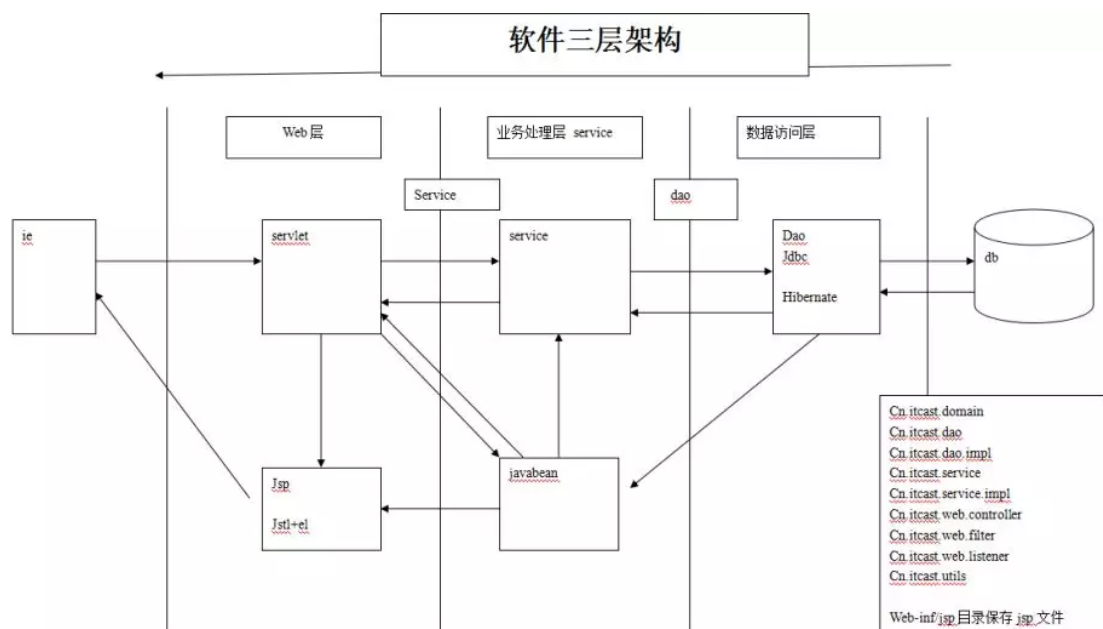 软件三层架构
Web层
业务处理层 service
数据访问层
Service
dao
ie
servlet
service
Dao
Jdbc
Hibernate
db
Jsp
Jstl+el
javabean
Cn.itcast.domain
Cn.itcast.dao
Cn.itcast.dao.impl
Cn.itcast.service
Cn.itcast.service.impl
Cn.itcast.web.controller
Cn.itcast.web.filter
Cn.itcast.web.listener
Cn.itcast.utils
Web-inf/jsp目录保存 jsp 文件